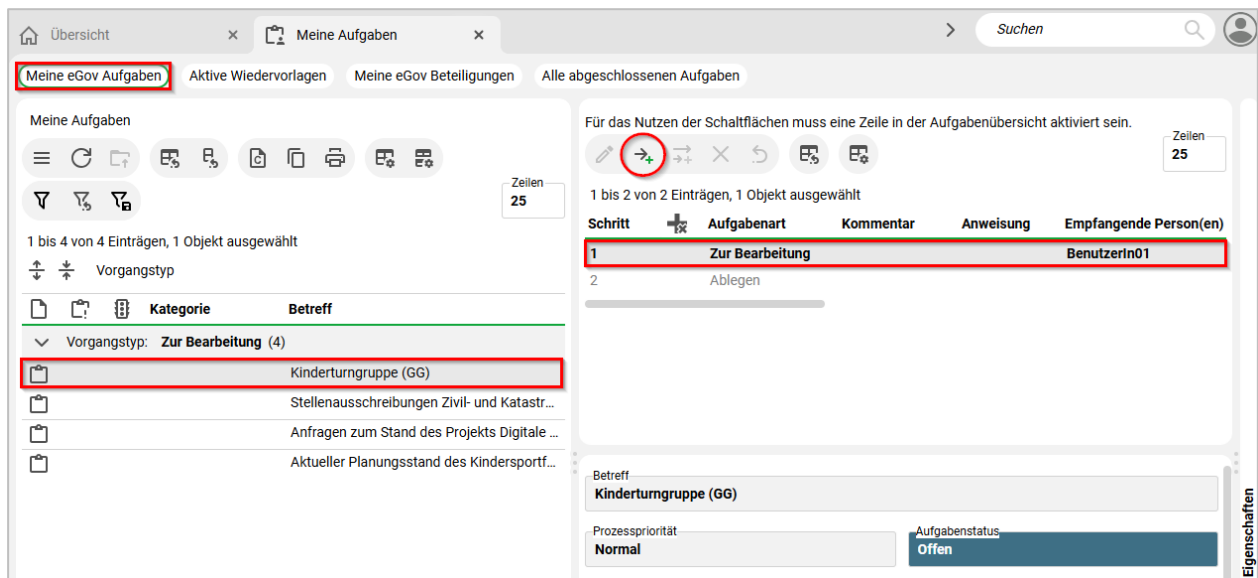 Übersicht
Meine Aufgaben
Suchen
Meine eGov Aufgaben
Aktive Wiedervorlagen
Meine eGov Beteiligungen
Alle abgeschlossenen Aufgaben
Meine Aufgaben
Zeilen
25
1 bis 4 von 4 Einträgen, 1 Objekt ausgewählt
Vorgangstyp
Kategorie Betreff
Vorgangstyp: Zur Bearbeitung (4)
Kinderturngruppe (GG)
Stellenausschreibungen Zivil- und Katastr...
Anfragen zum Stand des Projekts Digitale ...
Aktueller Planungsstand des Kindersportf...
Für das Nutzen der Schaltflächen muss eine Zeile in der Aufgabenübersicht aktiviert sein.
Zeilen
25
1 bis 2 von 2 Einträgen, 1 Objekt ausgewählt
Schritt Aufgabenart Kommentar Anweisung Empfangende Person(en)
1 Zur Bearbeitung BenutzerIn01
2 Ablegen
Betreff
Kinderturngruppe (GG)
Prozesspriorität
Normal
Aufgabenstatus
Offen
Eigenschaften